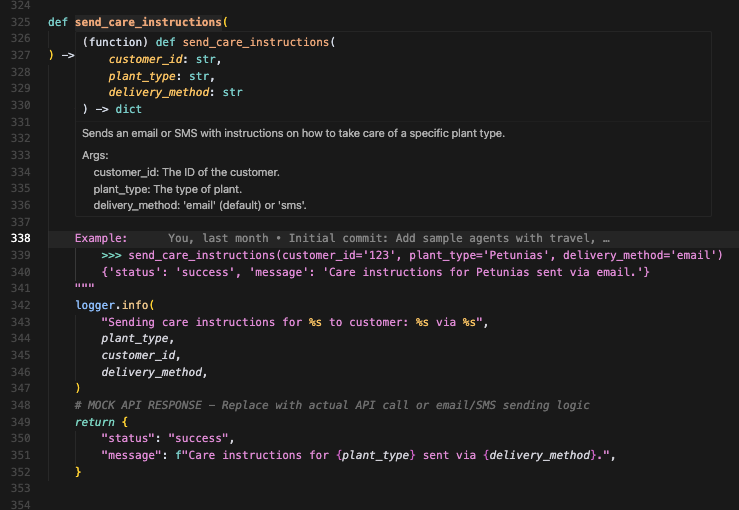 324
325 def send_care_instructions(
326 (function) def send_care_instructions(
327 ) –> customer_id: str,
328 plant_type: str,
329 delivery_method: str
330 ) –> dict
331
332 Sends an email or SMS with instructions on how to take care of a specific plant type.
333 Args:
334 customer_id: The ID of the customer.
335 plant_type: The type of plant.
336 delivery_method: 'email' (default) or 'sms'.
337
338 Example: You, last month • Initial commit: Add sample agents with travel, …
339 >>> send_care_instructions(customer_id='123', plant_type='Petunias', delivery_method='email')
340 {'status': 'success', 'message': 'Care instructions for Petunias sent via email.'}
341 """
342 logger.info(
343 "Sending care instructions for %s to customer: %s via %s",
344 plant_type,
345 customer_id,
346 delivery_method,
347 )
348 # MOCK API RESPONSE – Replace with actual API call or email/SMS sending logic
349 return {
350 "status": "success",
351 "message": f"Care instructions for {plant_type} sent via {delivery_method}.",
352 }
353
354